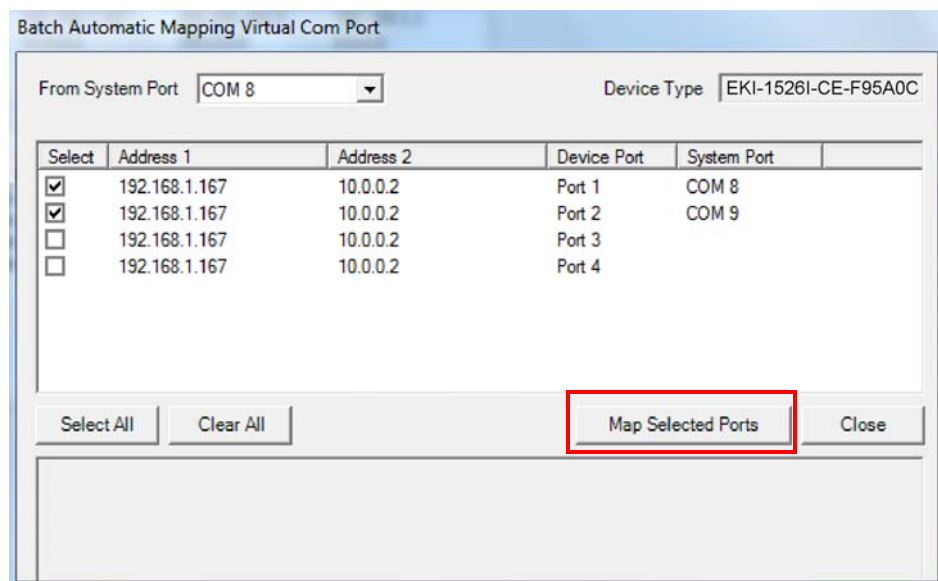 Batch Automatic Mapping Virtual Com Port
From System Port COM 8 Device Type EKI-1526I-CE-F95A0C
Select Address 1 Address 2 Device Port System Port
192.168.1.167 10.0.0.2 Port 1 COM 8
192.168.1.167 10.0.0.2 Port 2 COM 9
192.168.1.167 10.0.0.2 Port 3
192.168.1.167 10.0.0.2 Port 4
Select All Clear All Map Selected Ports Close